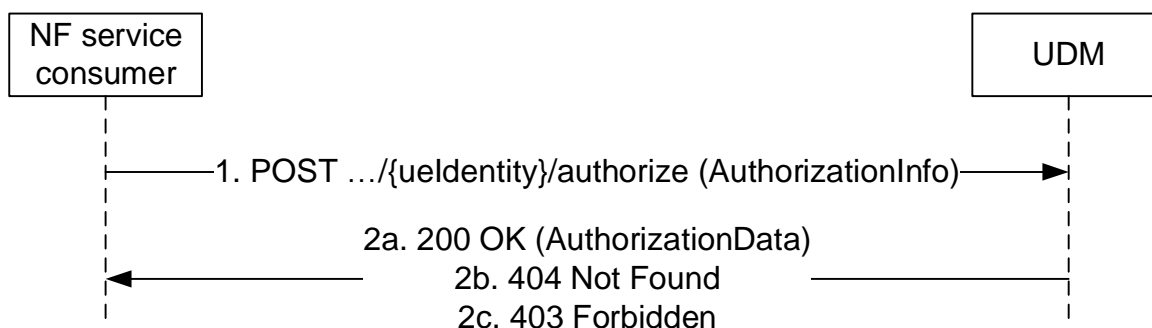 NF service
consumer
UDM
1. POST …/{ueIdentity}/authorize (AuthorizationInfo)
2a. 200 OK (AuthorizationData)
2b. 404 Not Found
2c. 403 Forbidden